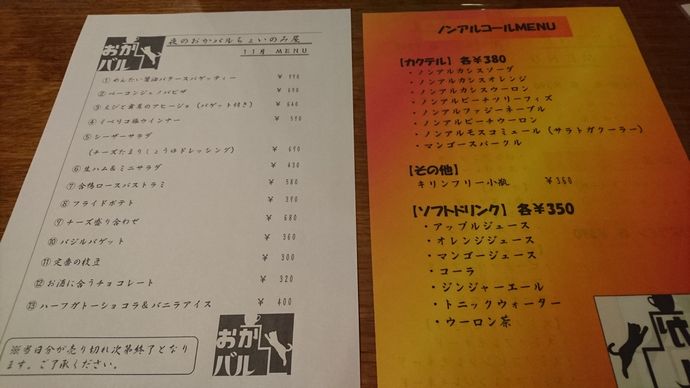 おか
バル
夜のおかバルちょいのみ屋
11月 MENU
① めんたい醤油バタースパゲッティー ¥
② ベーコンジェノバピザ ¥
③ えびと菌茸のアヒージョ (バゲット付き) ¥ 640
④ イベリコ豚ウインナー ¥ 590
⑤ シーザーサラダ
(チーズたまりしょうゆドレッシング) ¥ 690
⑥ 生ハム&ミニサラダ ¥ 430
⑦ 合鴨ロースパストラミ ¥ 580
⑧ フライドポテト ¥ 390
⑨ チーズ盛り合わせ ¥ 680
⑩ バジルバゲット ¥ 360
⑪ 定番の枝豆 ¥ 300
⑫ お酒に合うチョコレート ¥ 320
⑬ ハーフガトーショコラ&バニラアイス ¥ 400
※当日分が売り切れ次第終了となり
ます。ご了承ください。
おか
バル
ノンアルコールMENU
【カクテル】各¥380
・ノンアルカシスソーダ
・ノンアルカシスオレンジ
・ノンアルカシスウーロン
・ノンアルピーチツリーフィズ
・ノンアルファジーネーブル
・ノンアルピーチウーロン
・ノンアルモスコミュール (サラトガクーラー)
・マンゴースパークル
【その他】
キリンフリー小瓶 ¥360
【ソフトドリンク】各¥350
・アップルジュース
・オレンジジュース
・マンゴージュース
・コーラ
・ジンジャーエール
・トニックウォーター
・ウーロン茶